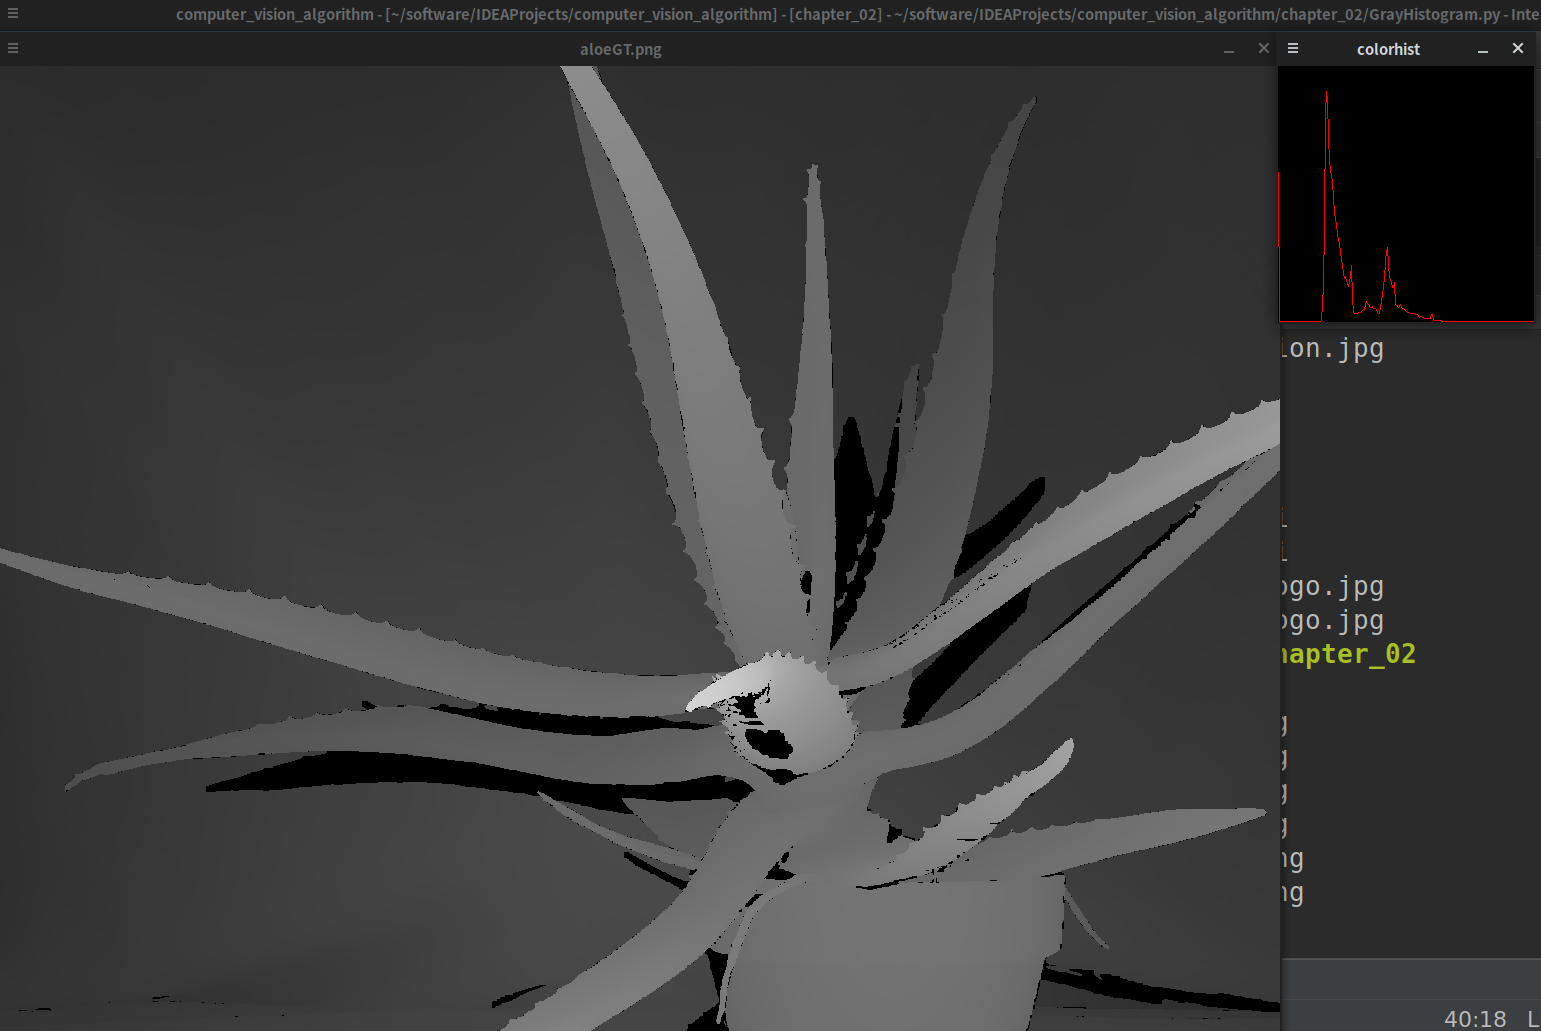 computer_vision_algorithm - [~/software/IDEAProjects/computer_vision_algorithm] - [chapter_02] - ~/software/IDEAProjects/computer_vision_algorithm/chapter_02/GrayHistogram.py - Inte
aloeGT.png
colorhist
ion.jpg
ogo.jpg
ogo.jpg
hapter_02
g
g
g
g
ng
ng
40:18 L